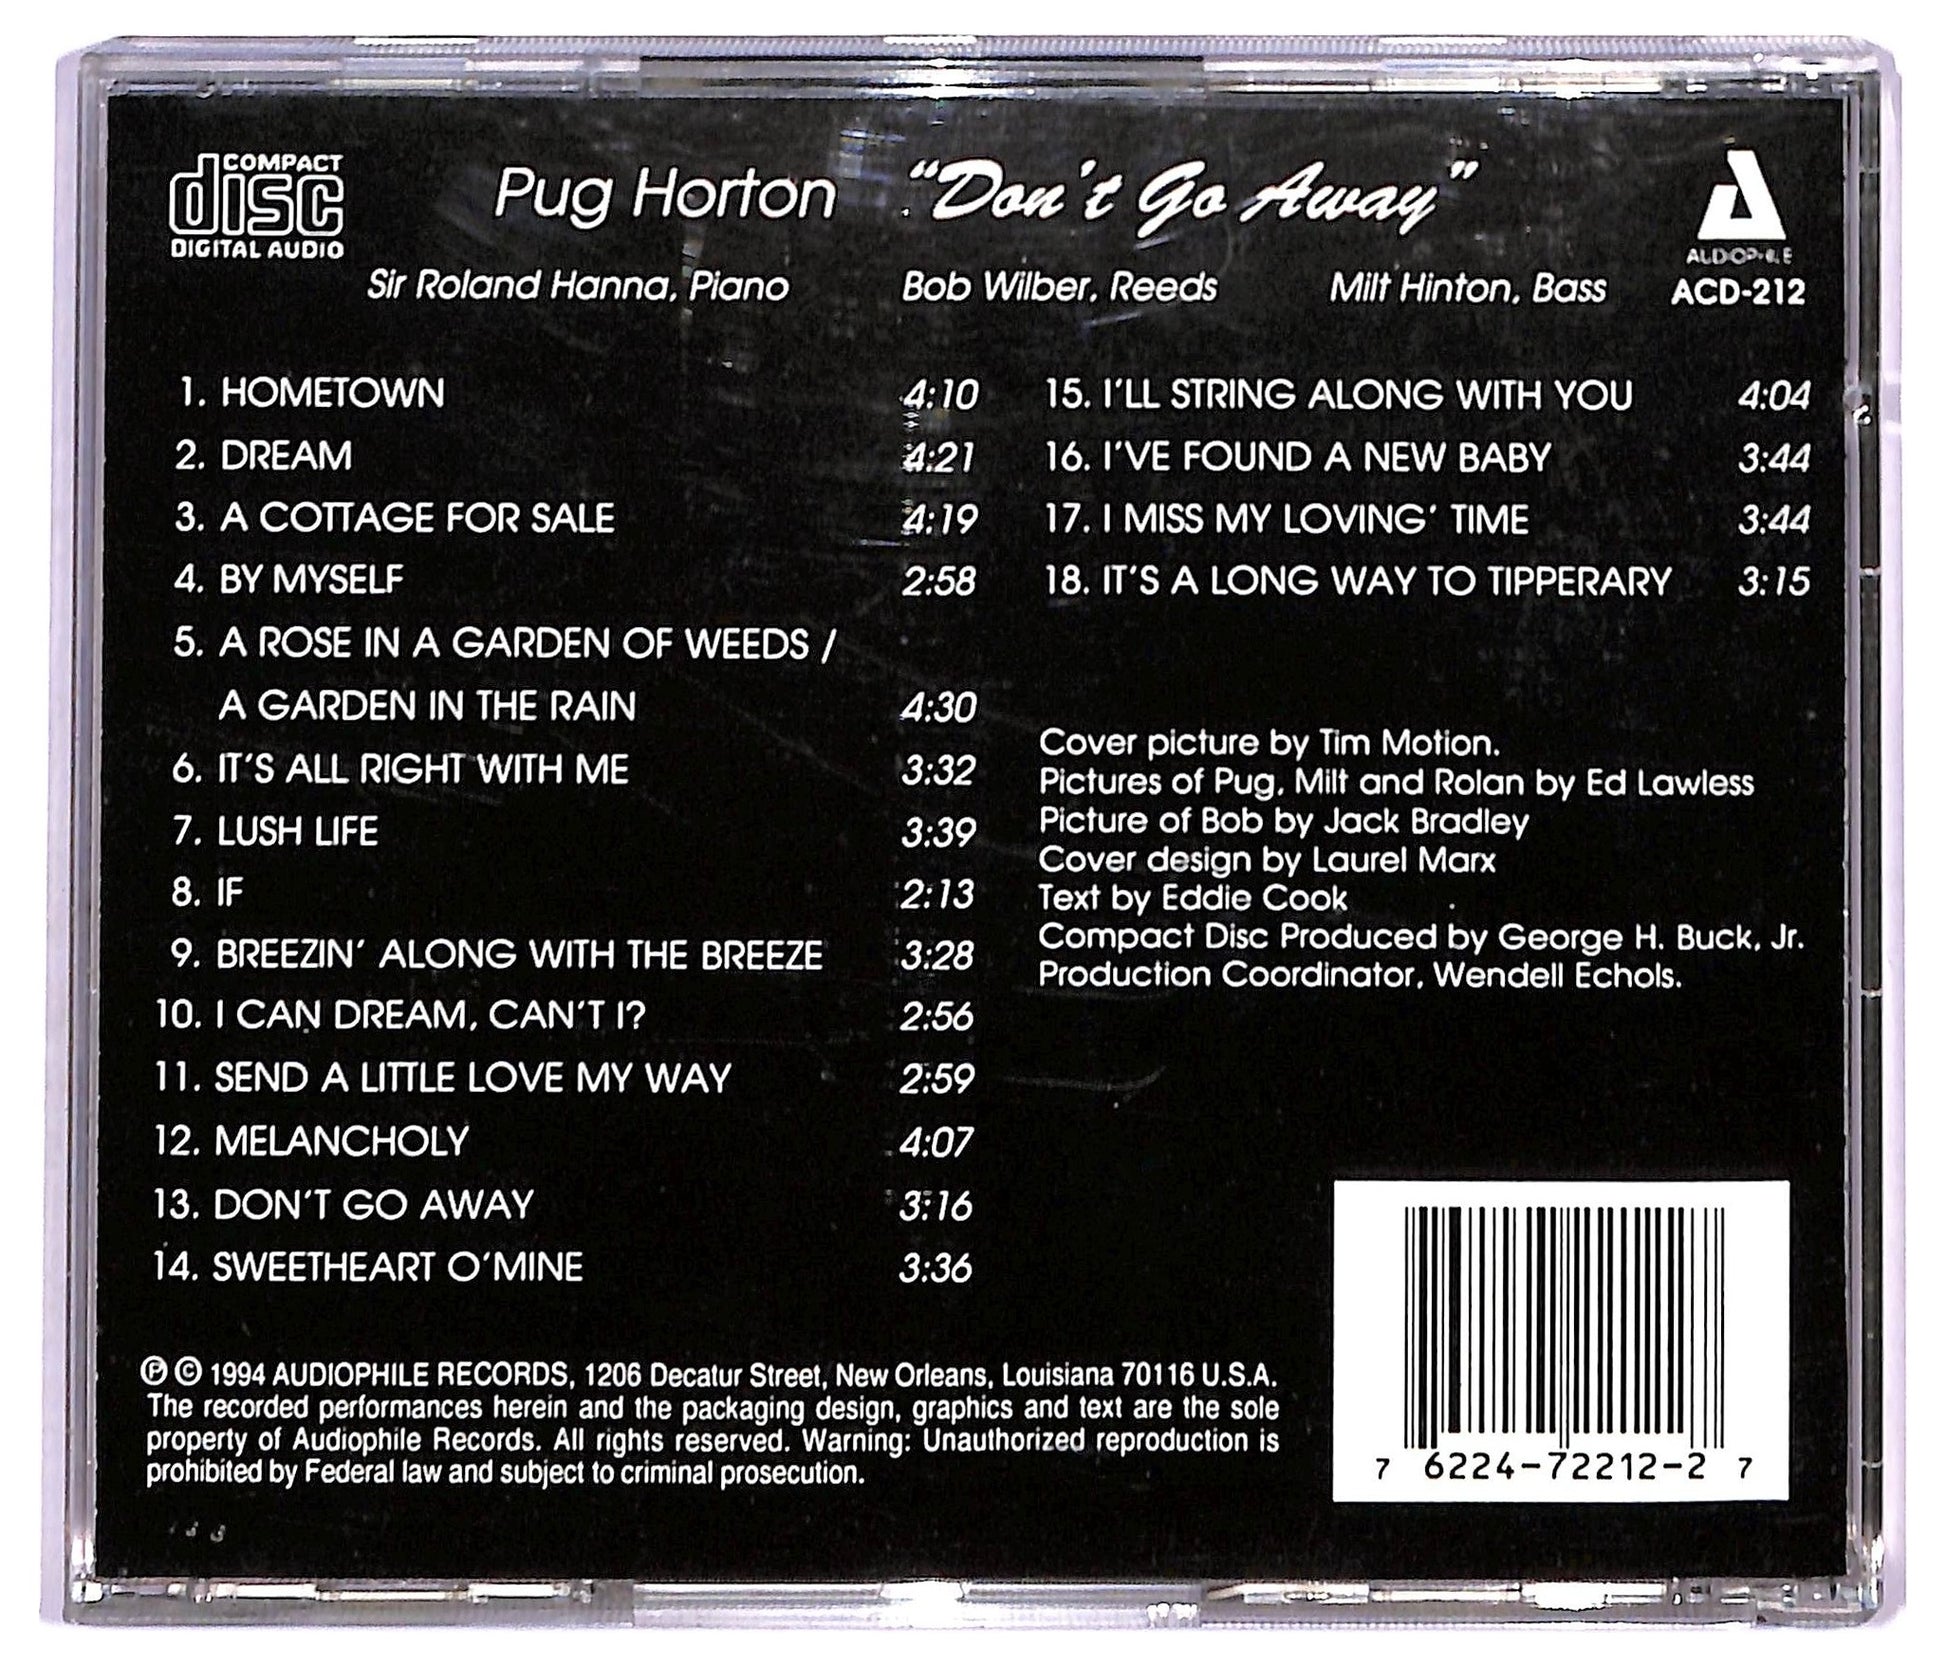 COMPACT
disc
DIGITAL AUDIO
Pug Horton "Don't Go Away"
AUDIOPHILE
Sir Roland Hanna, Piano Bob Wilber, Reeds Milt Hinton, Bass ACD-212
1. HOMETOWN 4:10
2. DREAM 4:21
3. A COTTAGE FOR SALE 4:19
4. BY MYSELF 2:58
5. A ROSE IN A GARDEN OF WEEDS /
A GARDEN IN THE RAIN 4:30
6. IT'S ALL RIGHT WITH ME 3:32
7. LUSH LIFE 3:39
8. IF 2:13
9. BREEZIN' ALONG WITH THE BREEZE 3:28
10. I CAN DREAM, CAN'T I? 2:56
11. SEND A LITTLE LOVE MY WAY 2:59
12. MELANCHOLY 4:07
13. DON'T GO AWAY 3:16
14. SWEETHEART O'MINE 3:36
15. I'LL STRING ALONG WITH YOU 4:04
16. I'VE FOUND A NEW BABY 3:44
17. I MISS MY LOVING' TIME 3:44
18. IT'S A LONG WAY TO TIPPERARY 3:15
Cover picture by Tim Motion.
Pictures of Pug, Milt and Rolan by Ed Lawless
Picture of Bob by Jack Bradley
Cover design by Laurel Marx
Text by Eddie Cook
Compact Disc Produced by George H. Buck, Jr.
Production Coordinator, Wendell Echols.
℗ © 1994 AUDIOPHILE RECORDS, 1206 Decatur Street, New Orleans, Louisiana 70116 U.S.A.
The recorded performances herein and the packaging design, graphics and text are the sole
property of Audiophile Records. All rights reserved. Warning: Unauthorized reproduction is
prohibited by Federal law and subject to criminal prosecution.
7 6224-72212-2 7